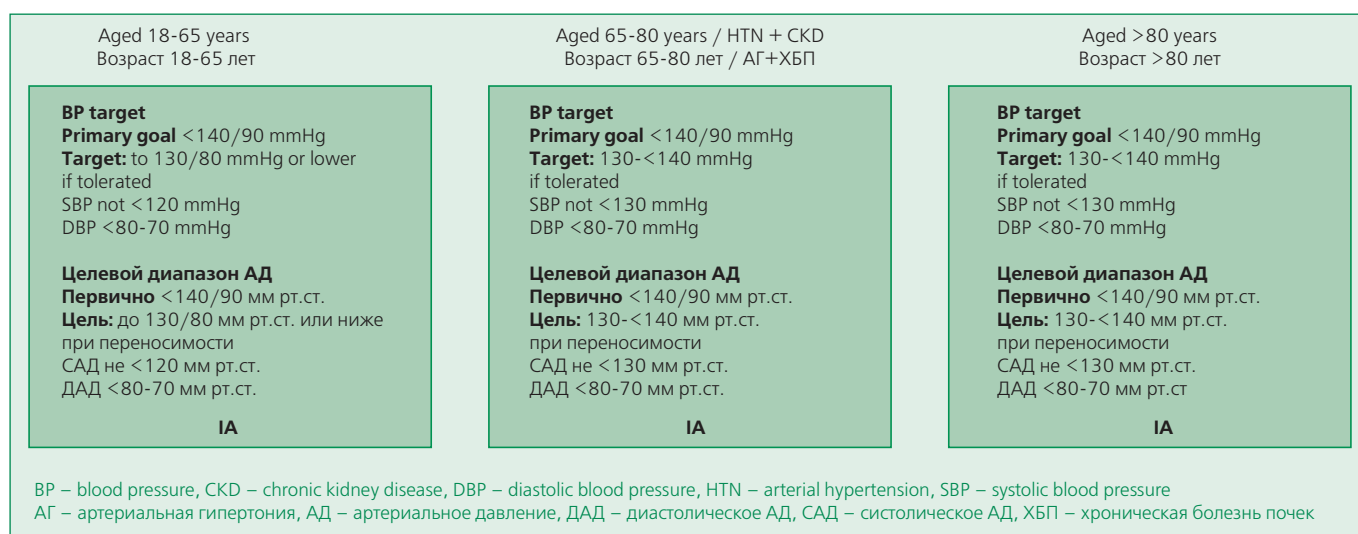 Aged 18-65 years
Возраст 18-65 лет
BP target
Primary goal <140/90 mmHg
Target: to 130/80 mmHg or lower
if tolerated
SBP not <120 mmHg
DBP <80-70 mmHg
Целевой диапазон АД
Первично <140/90 мм рт.ст.
Цель: до 130/80 мм рт.ст. или ниже
при переносимости
САД не <120 мм рт.ст.
ДАД <80-70 мм рт.ст.
IA
Aged 65-80 years / HTN + CKD
Возраст 65-80 лет / АГ+ХБП
BP target
Primary goal <140/90 mmHg
Target: 130-<140 mmHg
if tolerated
SBP not <130 mmHg
DBP <80-70 mmHg
Целевой диапазон АД
Первично <140/90 мм рт.ст.
Цель: 130-<140 мм рт.ст.
при переносимости
САД не <130 мм рт.ст.
ДАД <80-70 мм рт.ст.
IA
Aged >80 years
Возраст >80 лет
BP target
Primary goal <140/90 mmHg
Target: 130-<140 mmHg
if tolerated
SBP not <130 mmHg
DBP <80-70 mmHg
Целевой диапазон АД
Первично <140/90 мм рт.ст.
Цель: 130-<140 мм рт.ст.
при переносимости
САД не <130 мм рт.ст.
ДАД <80-70 мм рт.ст
IA
BP – blood pressure, CKD – chronic kidney disease, DBP – diastolic blood pressure, HTN – arterial hypertension, SBP – systolic blood pressure
АГ – артериальная гипертония, АД – артериальное давление, ДАД – диастолическое АД, САД – систолическое АД, ХБП – хроническая болезнь почек